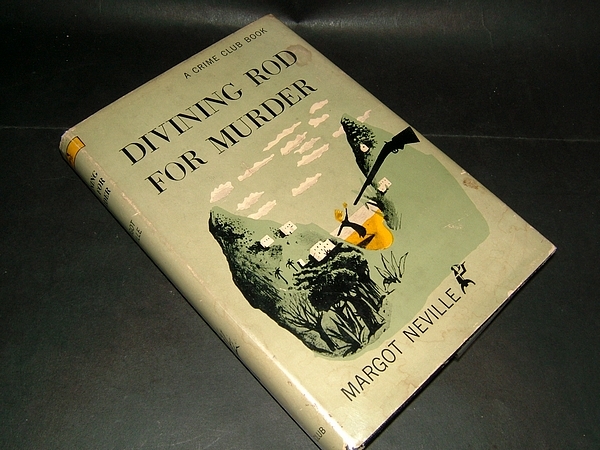 A CRIME CLUB BOOK
DIVINING ROD
FOR MURDER
MARGOT NEVILLE